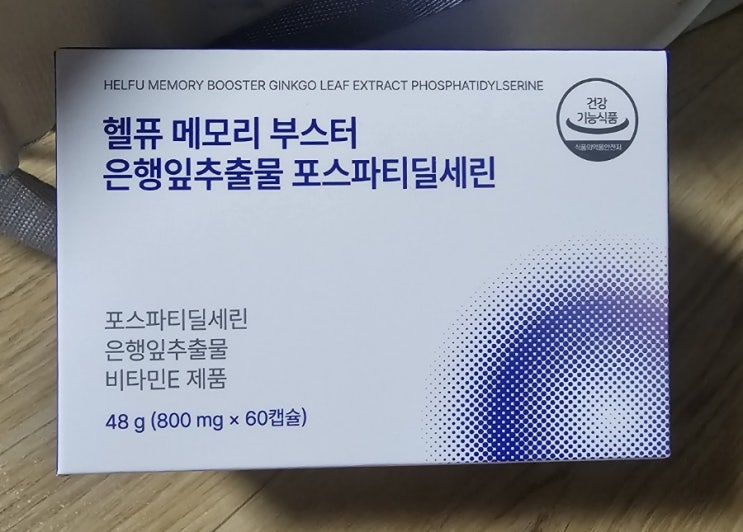 HELFU MEMORY BOOSTER GINKGO LEAF EXTRACT PHOSPHATIDYLSERINE
헬퓨 메모리 부스터
은행잎추출물 포스파티딜세린
건강
기능식품
식품의약품안전처
포스파티딜세린
은행잎추출물
비타민E 제품
48 g (800 mg × 60캡슐)